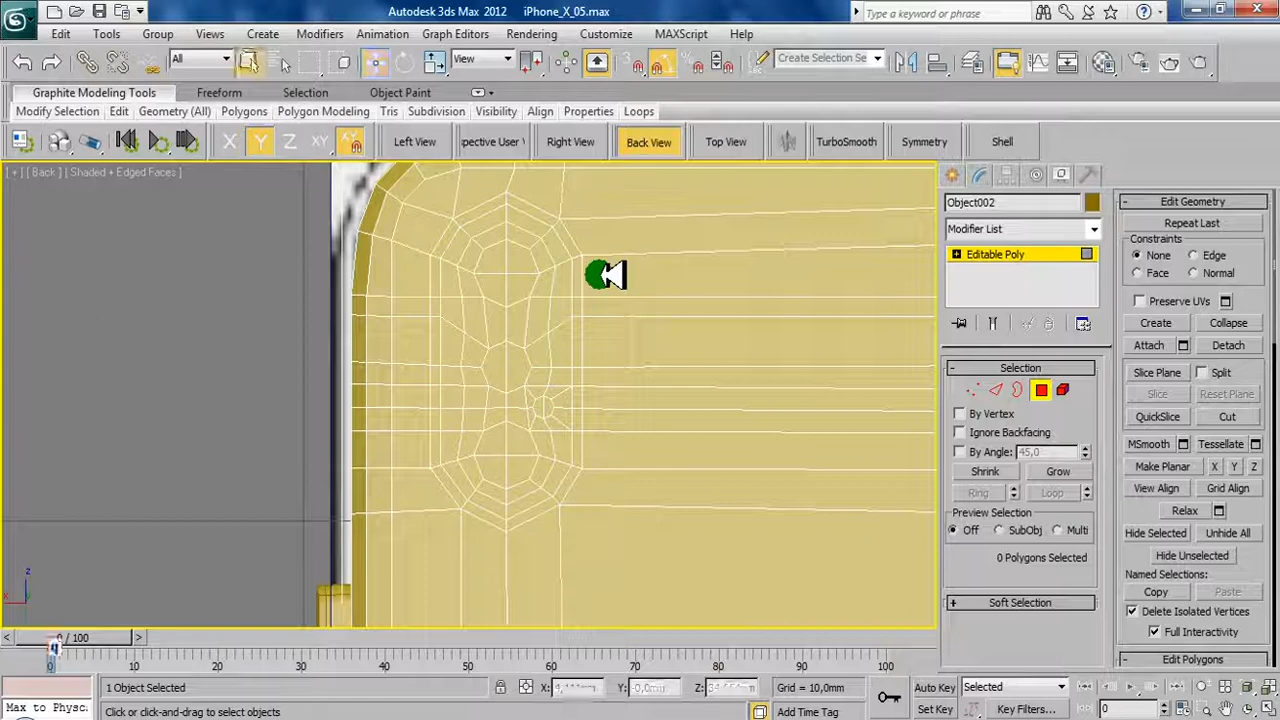 Autodesk 3ds Max 2012 iPhone_X_05.max
Type a keyword or phrase
Edit Tools Group Views Create Modifiers Animation Graph Editors Rendering Customize MAXScript Help
All View Create Selection Se
Graphite Modeling Tools Freeform Selection Object Paint
Modify Selection Edit Geometry (All) Polygons Polygon Modeling Tris Subdivision Visibility Align Properties Loops
X Y Z XY Left View pective User V Right View Back View Top View TurboSmooth Symmetry Shell
[ + ] [ Back ] [ Shaded + Edged Faces ]
Object002
Modifier List
Editable Poly
Selection
By Vertex
Ignore Backfacing
By Angle: 45,0
Shrink Grow
Ring Loop
Preview Selection
Off SubObj Multi
0 Polygons Selected
Soft Selection
Edit Geometry
Repeat Last
Constraints
None Edge
Face Normal
Preserve UVs
Create Collapse
Attach Detach
Slice Plane Split
Slice Reset Plane
QuickSlice Cut
MSmooth Tessellate
Make Planar X Y Z
View Align Grid Align
Relax
Hide Selected Unhide All
Hide Unselected
Named Selections:
Copy Paste
Delete Isolated Vertices
Full Interactivity
Edit Polygons
z
x
< 0 / 100 >
0 10 20 30 40 50 60 70 80 90 100
1 Object Selected X: Y: Z: Grid = 10,0mm Auto Key Selected
Max to Physc Click or click-and-drag to select objects Add Time Tag Set Key Key Filters... 0